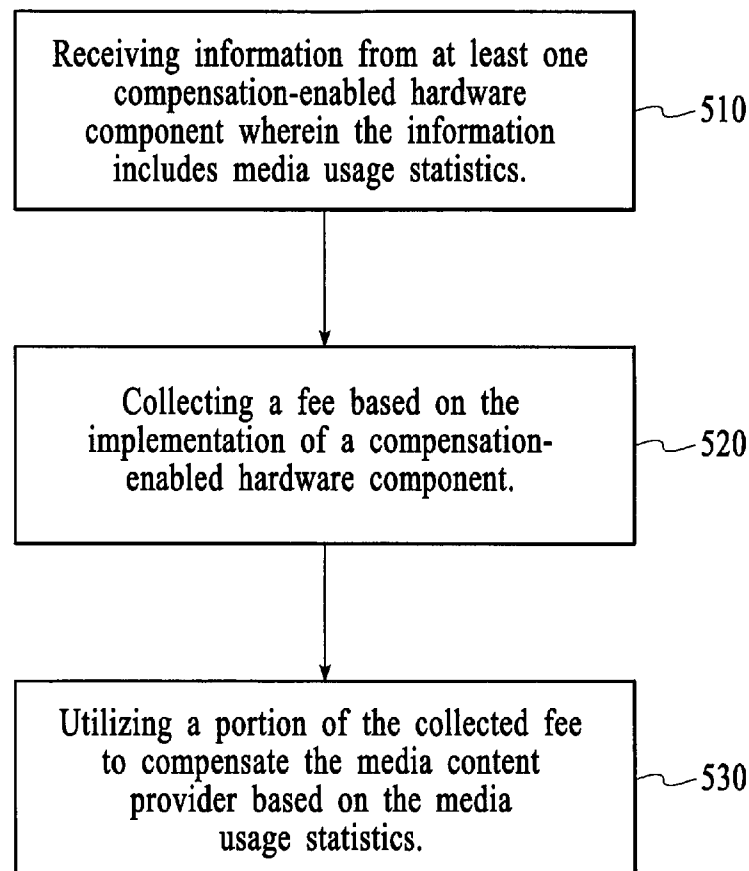 Receiving information from at least one
compensation-enabled hardware
component wherein the information
includes media usage statistics.
510
Collecting a fee based on the
implementation of a compensation-
enabled hardware component.
520
Utilizing a portion of the collected fee
to compensate the media content
provider based on the media
usage statistics.
530